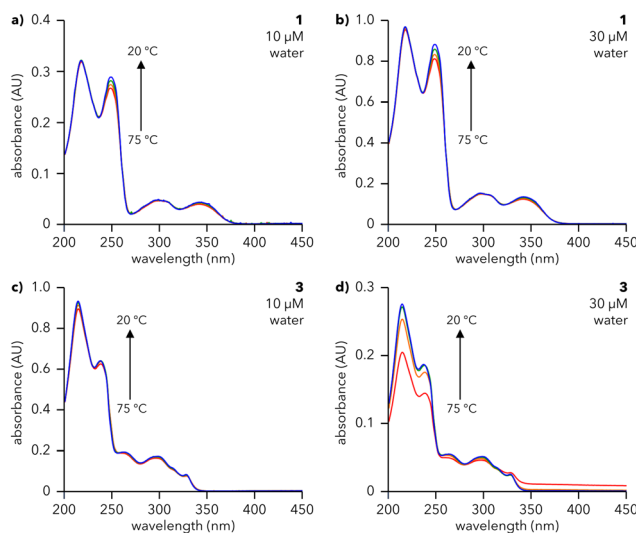 a)
1
10 µM
water
0.4
0.3
0.2
0.1
0
absorbance (AU)
20 °C
75 °C
200 250 300 350 400 450
wavelength (nm)
b)
1
30 µM
water
1.0
0.8
0.6
0.4
0.2
0
absorbance (AU)
20 °C
75 °C
200 250 300 350 400 450
wavelength (nm)
c)
3
10 µM
water
1.0
0.8
0.6
0.4
0.2
0
absorbance (AU)
20 °C
75 °C
200 250 300 350 400 450
wavelength (nm)
d)
3
30 µM
water
0.3
0.2
0.1
0
absorbance (AU)
20 °C
75 °C
200 250 300 350 400 450
wavelength (nm)